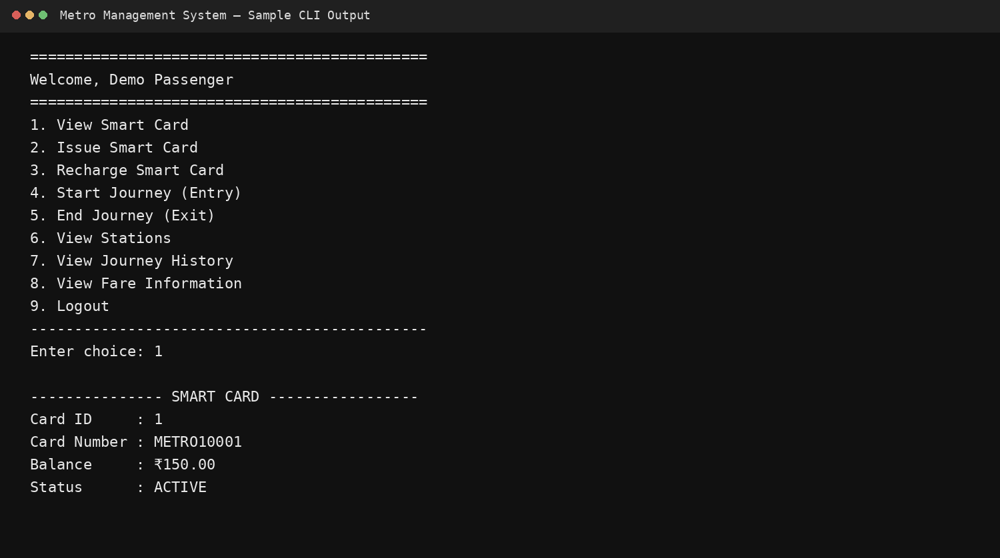 Metro Management System — Sample CLI Output
=============================================
Welcome, Demo Passenger
=============================================
1. View Smart Card
2. Issue Smart Card
3. Recharge Smart Card
4. Start Journey (Entry)
5. End Journey (Exit)
6. View Stations
7. View Journey History
8. View Fare Information
9. Logout
---------------------------------------------
Enter choice: 1
--------------- SMART CARD -----------------
Card ID     : 1
Card Number : METRO10001
Balance     : ₹150.00
Status      : ACTIVE